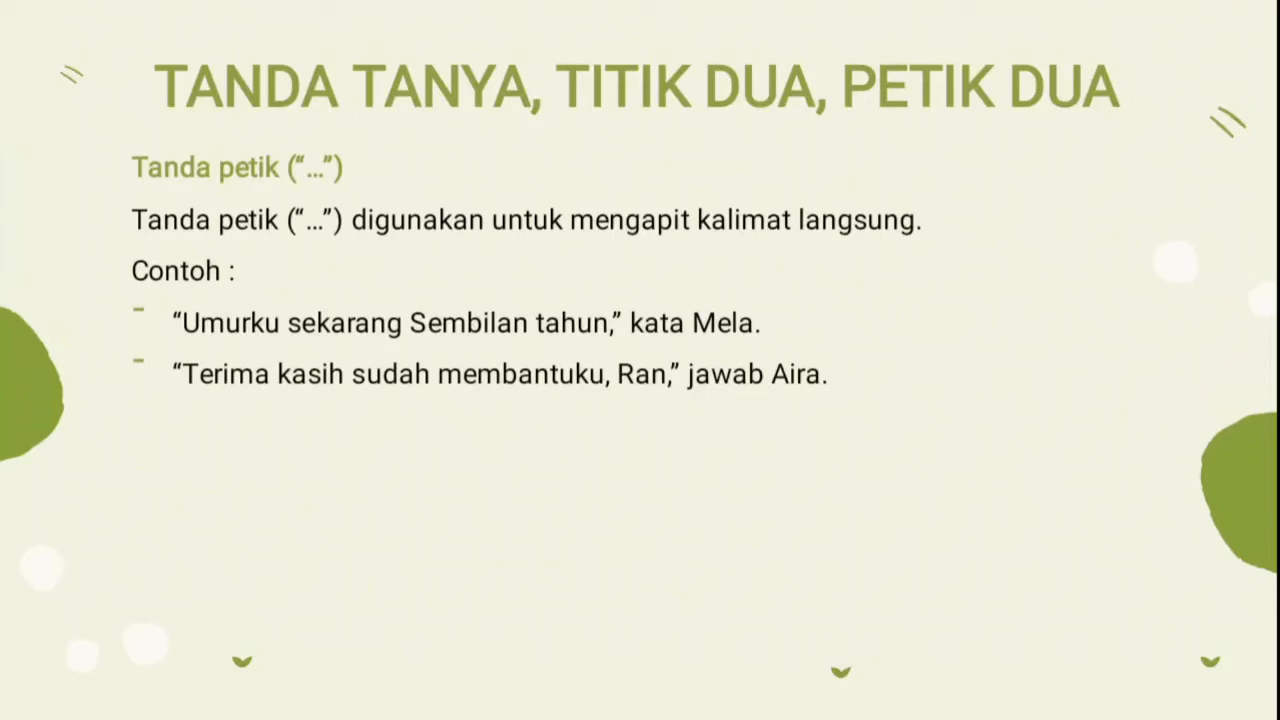 TANDA TANYA, TITIK DUA, PETIK DUA
Tanda petik (“…”)
Tanda petik (“…”) digunakan untuk mengapit kalimat langsung.
Contoh :
- “Umurku sekarang Sembilan tahun,” kata Mela.
- “Terima kasih sudah membantuku, Ran,” jawab Aira.